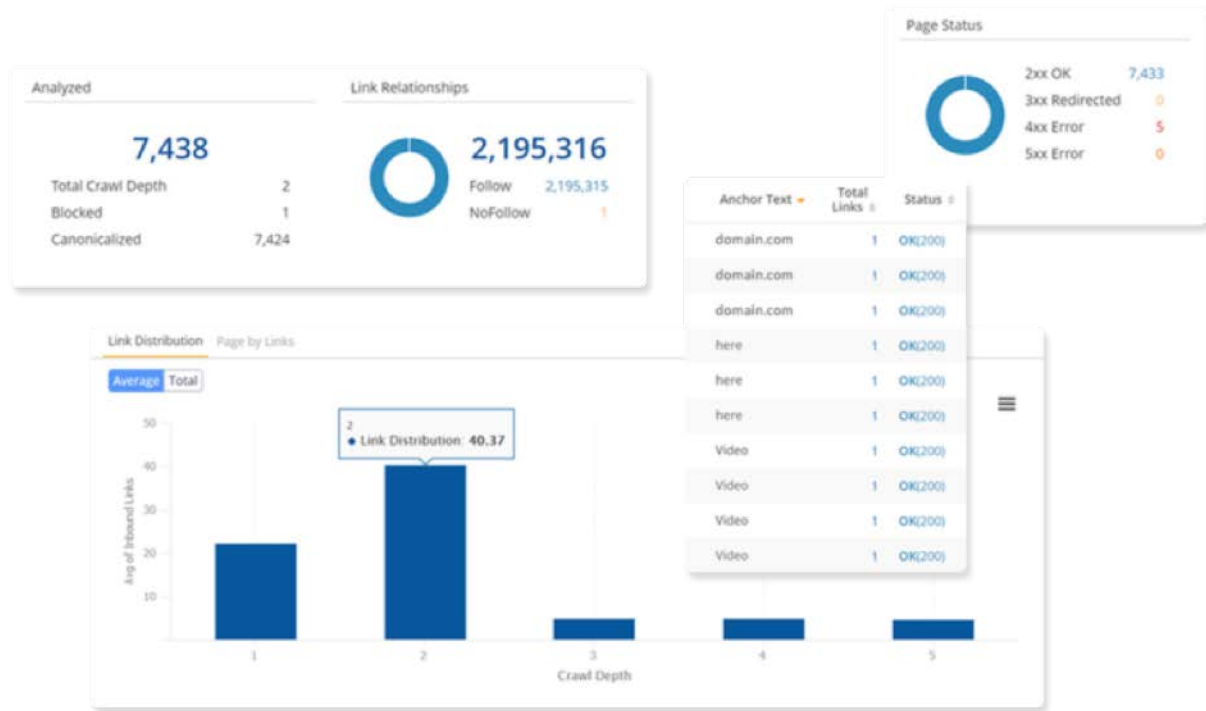 Page Status
2xx OK 7,433
3xx Redirected 0
4xx Error 5
5xx Error 0
Analyzed
7,438
Total Crawl Depth 2
Blocked 1
Canonicalized 7,424
Link Relationships
2,195,316
Follow 2,195,315
NoFollow 1
Anchor Text Total Links Status
domain.com 1 OK(200)
domain.com 1 OK(200)
domain.com 1 OK(200)
here 1 OK(200)
here 1 OK(200)
here 1 OK(200)
Video 1 OK(200)
Video 1 OK(200)
Video 1 OK(200)
Video 1 OK(200)
Link Distribution Page by Links
Average Total
2
Link Distribution: 40.37
Avg of Inbound Links
50
40
30
20
10
1 2 3 4 5
Crawl Depth